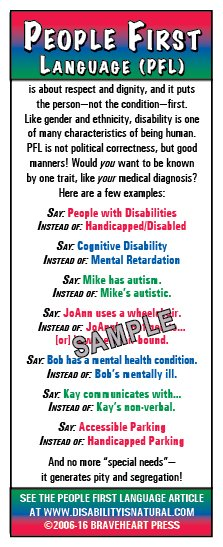 PEOPLE FIRST
LANGUAGE (PFL)
is about respect and dignity, and it puts
the person—not the condition—first.
Like gender and ethnicity, disability is one
of many characteristics of being human.
PFL is not political correctness, but good
manners! Would you want to be known
by one trait, like your medical diagnosis?
Here are a few examples:
SAY: People with Disabilities
INSTEAD OF: Handicapped/Disabled
SAY: Cognitive Disability
INSTEAD OF: Mental Retardation
SAY: Mike has autism.
INSTEAD OF: Mike's autistic.
SAY: JoAnn uses a
INSTEAD OF:
[or]
SAMPLE
SAY: Bob has a mental health condition.
INSTEAD OF: Bob's mentally ill.
SAY: Kay communicates with...
INSTEAD OF: Kay's non-verbal.
SAY: Accessible Parking
INSTEAD OF: Handicapped Parking
And no more “special needs”—
it generates pity and segregation!
SEE THE PEOPLE FIRST LANGUAGE ARTICLE
AT WWW.DISABILITYISNATURAL.COM
©2006-16 BRAVEHEART PRESS